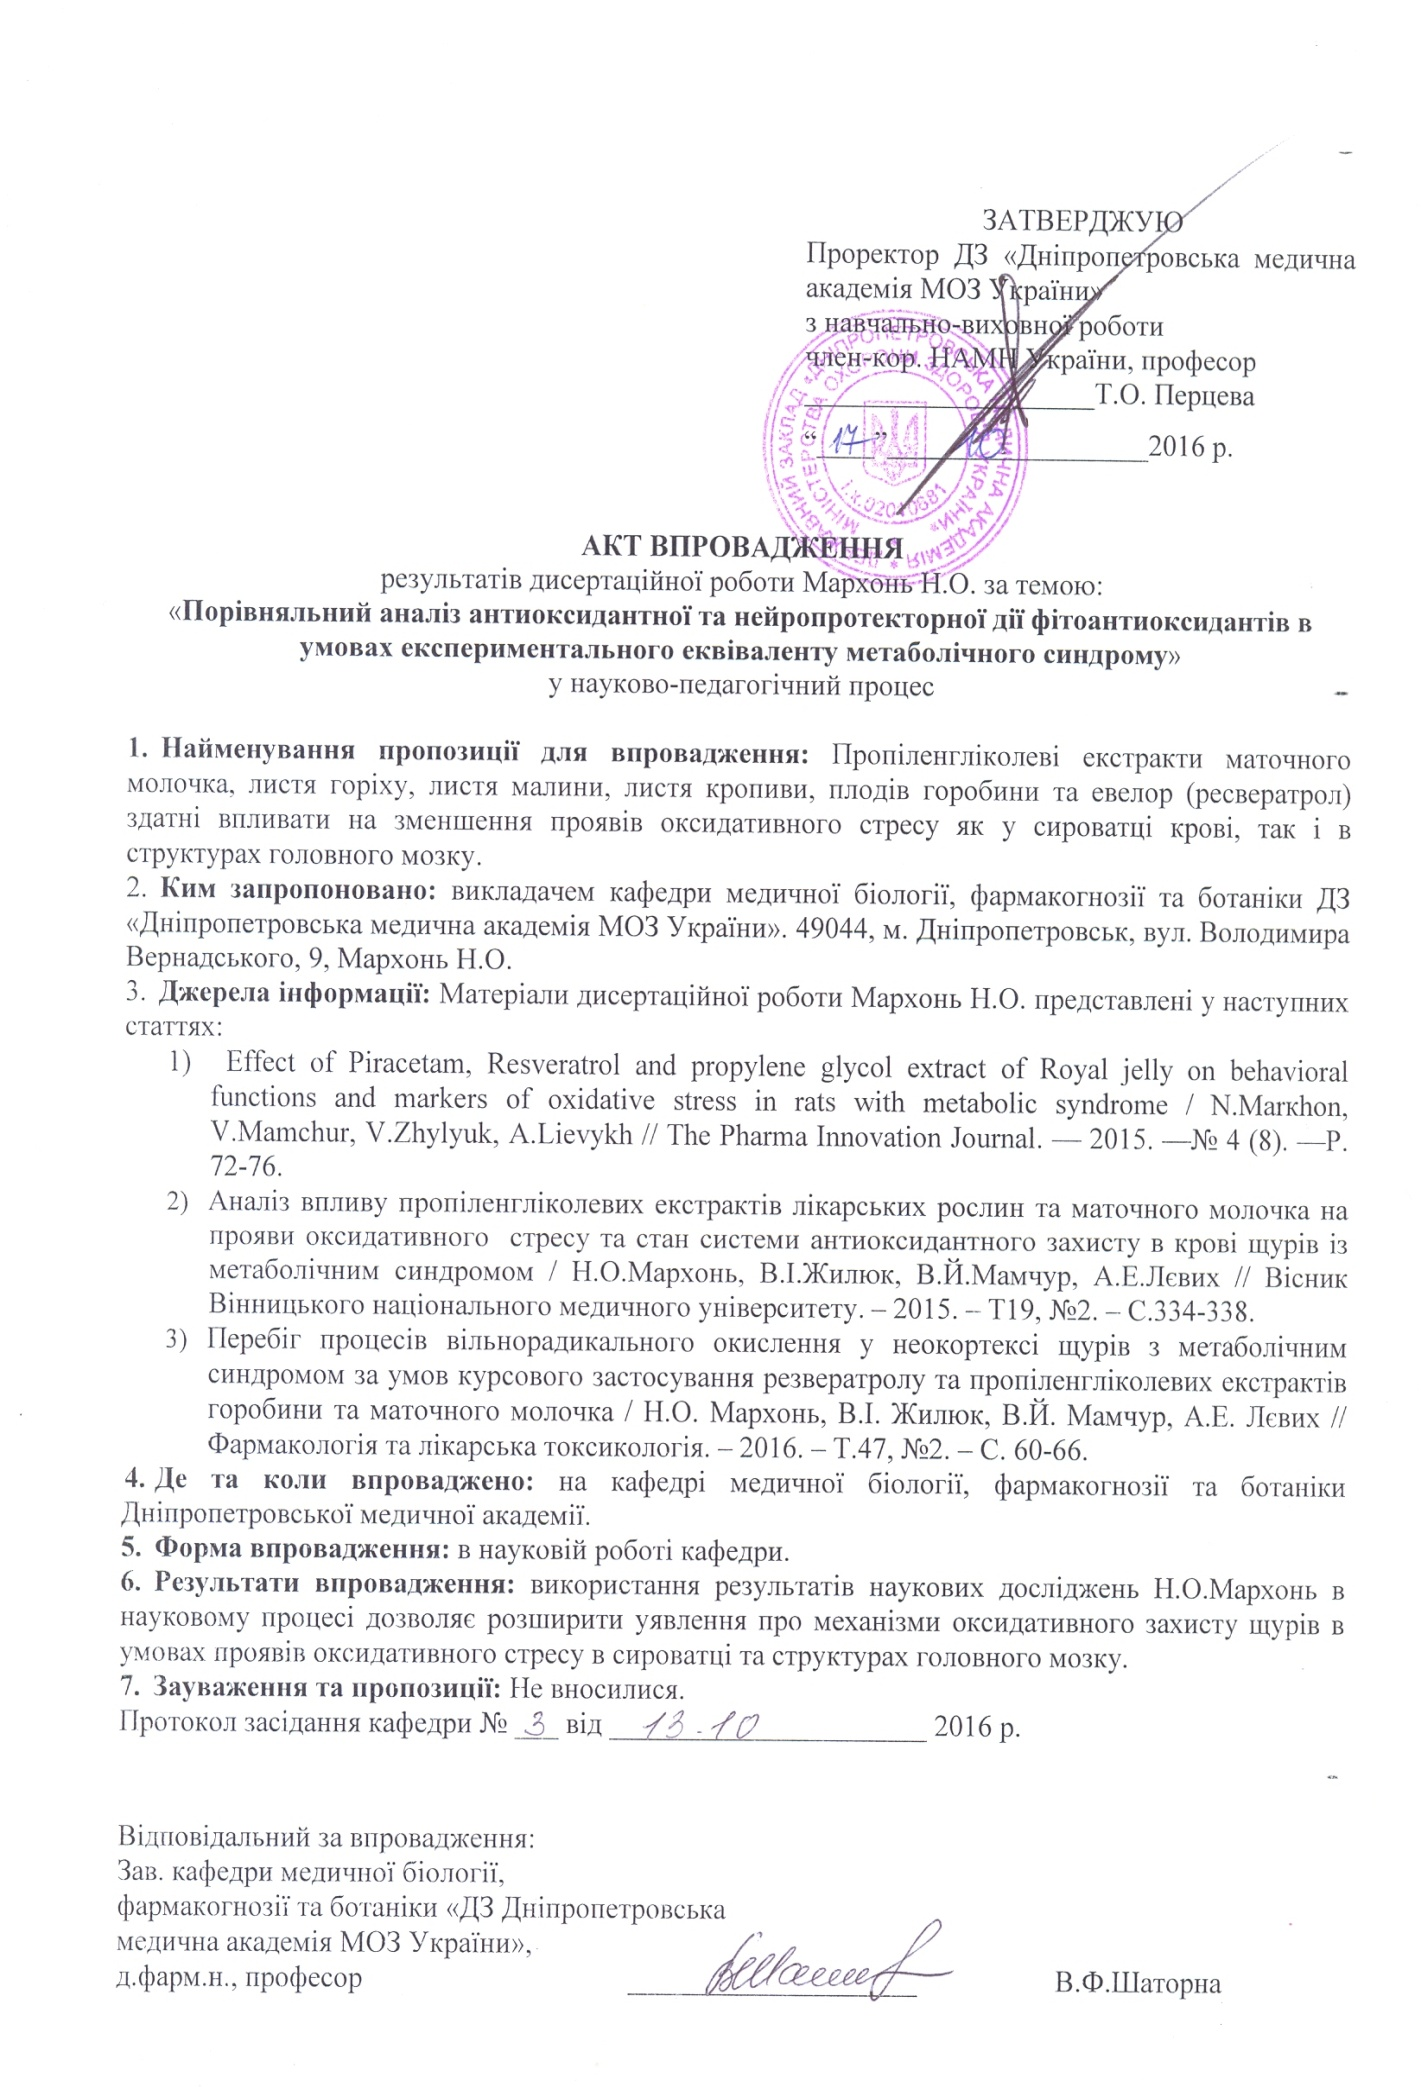 ЗАТВЕРДЖУЮ
Проректор ДЗ «Дніпропетровська медична
академія МОЗ України»
з навчально-виховної роботи
член-кор. НАМН України, професор
____________________Т.О. Перцева
“17” 10 2016 р.
АКТ ВПРОВАДЖЕННЯ
результатів дисертаційної роботи Мархонь Н.О. за темою:
«Порівняльний аналіз антиоксидантної та нейропротекторної дії фітоантиоксидантів в
умовах експериментального еквіваленту метаболічного синдрому»
у науково-педагогічний процес
1. Найменування пропозиції для впровадження: Пропіленгліколеві екстракти маточного
молочка, листя горіху, листя малини, листя кропиви, плодів горобини та евелор (ресвератрол)
здатні впливати на зменшення проявів оксидативного стресу як у сироватці крові, так і в
структурах головного мозку.
2. Ким запропоновано: викладачем кафедри медичної біології, фармакогнозії та ботаніки ДЗ
«Дніпропетровська медична академія МОЗ України». 49044, м. Дніпропетровськ, вул. Володимира
Вернадського, 9, Мархонь Н.О.
3. Джерела інформації: Матеріали дисертаційної роботи Мархонь Н.О. представлені у наступних
статтях:
1) Effect of Piracetam, Resveratrol and propylene glycol extract of Royal jelly on behavioral
functions and markers of oxidative stress in rats with metabolic syndrome / N.Markhon,
V.Mamchur, V.Zhylyuk, A.Lievykh // The Pharma Innovation Journal. — 2015. —№ 4 (8). —P.
72-76.
2) Аналіз впливу пропіленгліколевих екстрактів лікарських рослин та маточного молочка на
прояви оксидативного стресу та стан системи антиоксидантного захисту в крові щурів із
метаболічним синдромом / Н.О.Мархонь, В.І.Жилюк, В.Й.Мамчур, А.Е.Лєвих // Вісник
Вінницького національного медичного університету. – 2015. – Т19, №2. – С.334-338.
3) Перебіг процесів вільнорадикального окислення у неокортексі щурів з метаболічним
синдромом за умов курсового застосування резвератролу та пропіленгліколевих екстрактів
горобини та маточного молочка / Н.О. Мархонь, В.І. Жилюк, В.Й. Мамчур, А.Е. Лєвих //
Фармакологія та лікарська токсикологія. – 2016. – Т.47, №2. – С. 60-66.
4. Де та коли впроваджено: на кафедрі медичної біології, фармакогнозії та ботаніки
Дніпропетровської медичної академії.
5. Форма впровадження: в науковій роботі кафедри.
6. Результати впровадження: використання результатів наукових досліджень Н.О.Мархонь в
науковому процесі дозволяє розширити уявлення про механізми оксидативного захисту щурів в
умовах проявів оксидативного стресу в сироватці та структурах головного мозку.
7. Зауваження та пропозиції: Не вносилися.
Протокол засідання кафедри № 3 від 13.10 2016 р.
Відповідальний за впровадження:
Зав. кафедри медичної біології,
фармакогнозії та ботаніки «ДЗ Дніпропетровська
медична академія МОЗ України»,
д.фарм.н., професор ____________________ В.Ф.Шаторна